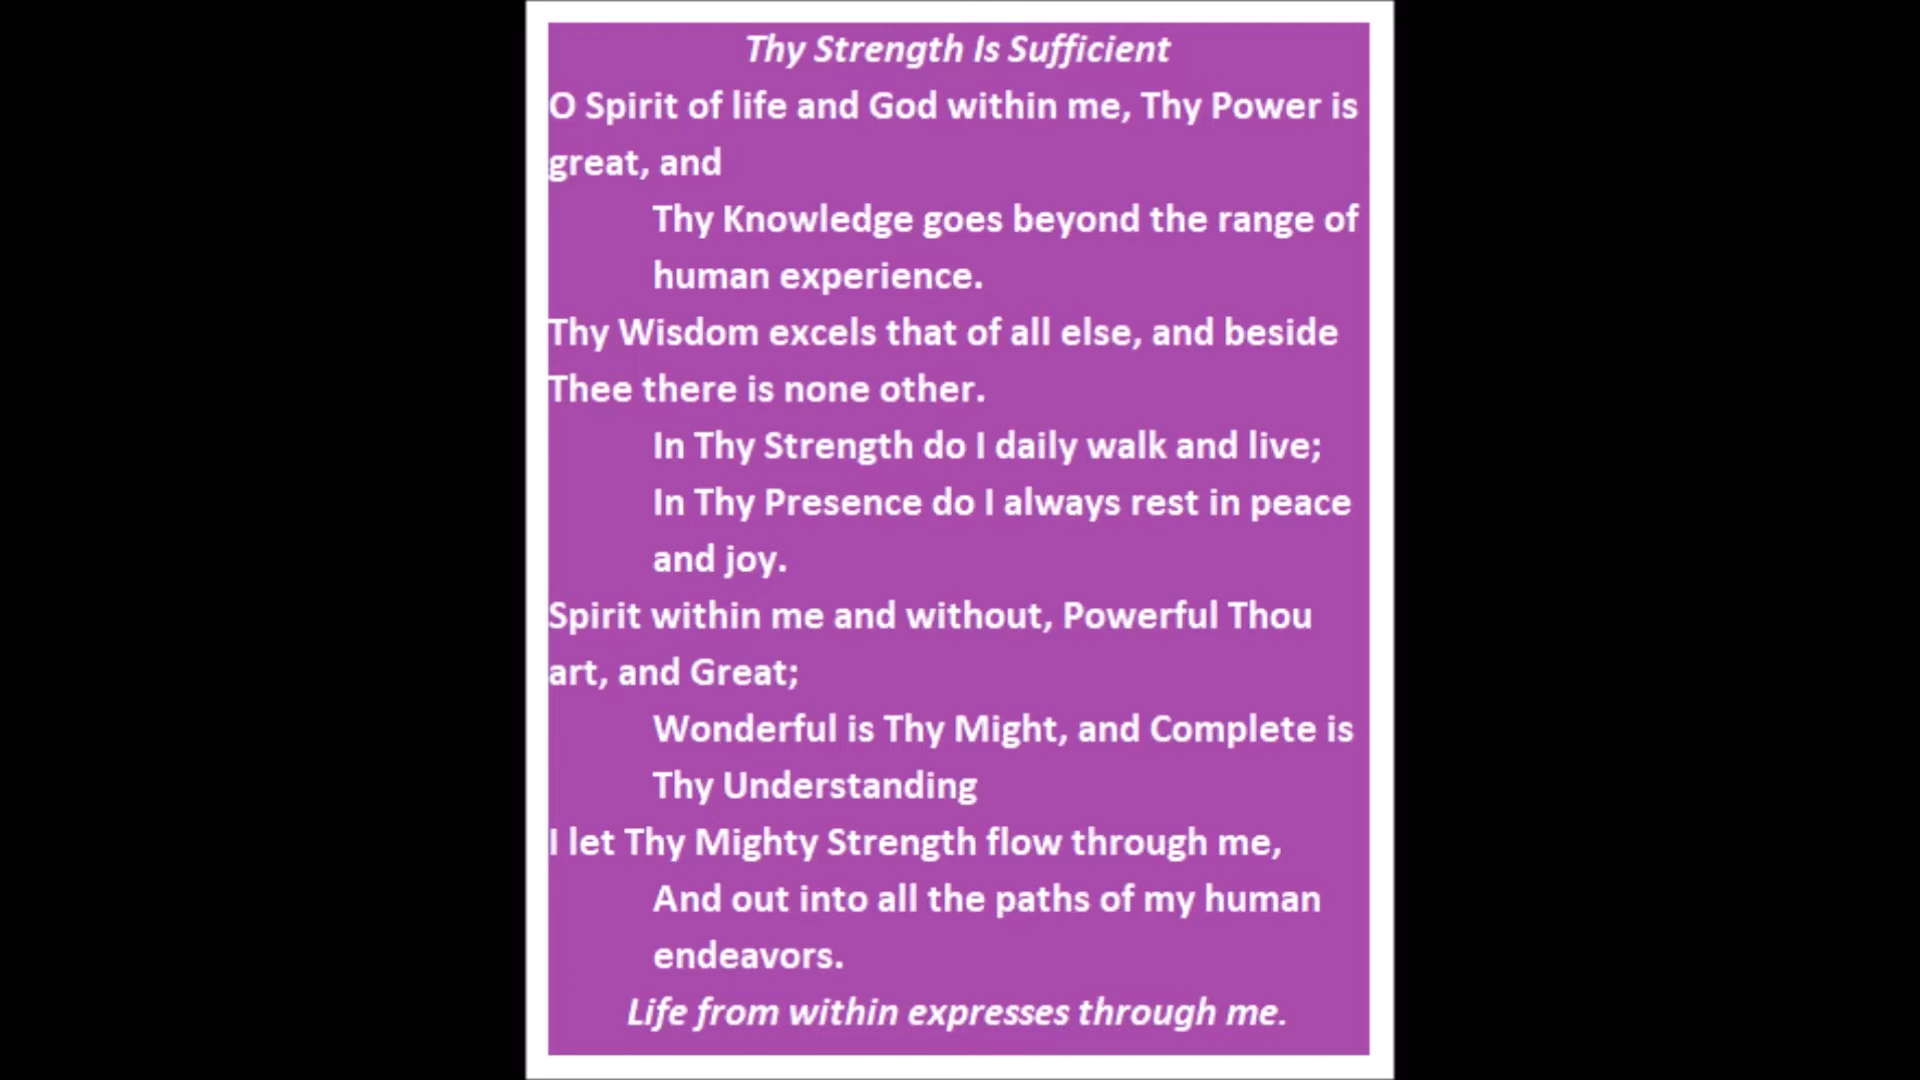 Thy Strength Is Sufficient
O Spirit of life and God within me, Thy Power is
great, and
Thy Knowledge goes beyond the range of
human experience.
Thy Wisdom excels that of all else, and beside
Thee there is none other.
In Thy Strength do I daily walk and live;
In Thy Presence do I always rest in peace
and joy.
Spirit within me and without, Powerful Thou
art, and Great;
Wonderful is Thy Might, and Complete is
Thy Understanding
I let Thy Mighty Strength flow through me,
And out into all the paths of my human
endeavors.
Life from within expresses through me.